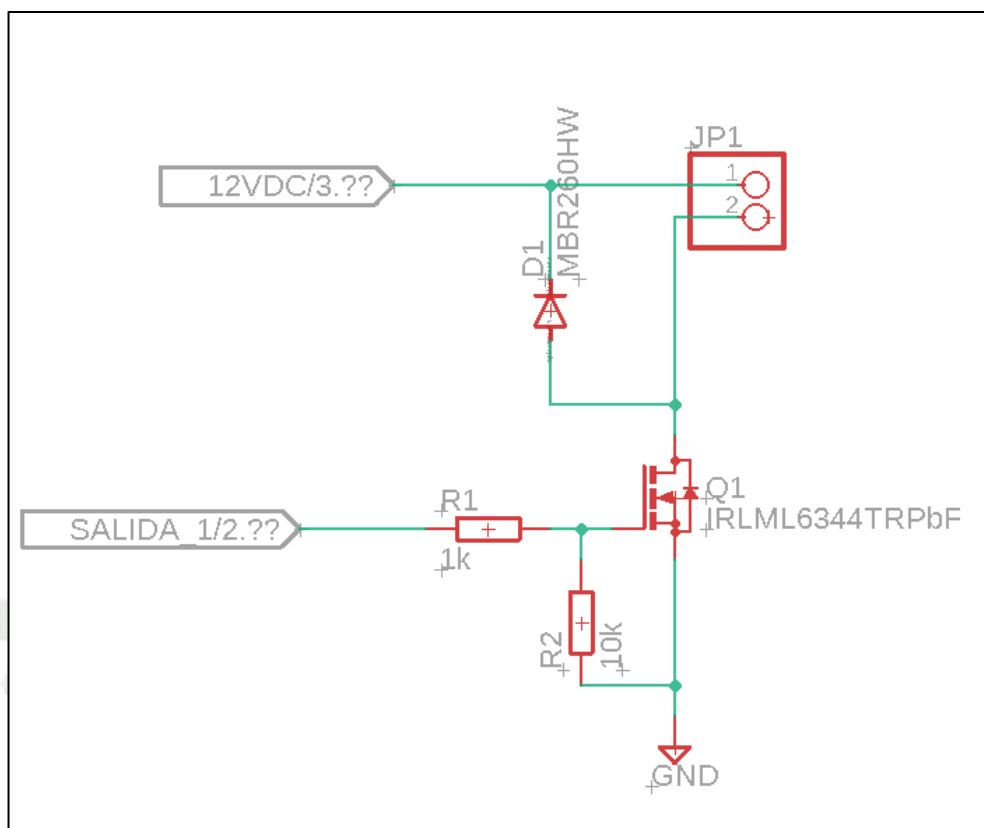 JP1
1
2
12VDC/3.??
MBR260HW
D1
Q1
IRLML6344TRPbF
R1
1k
SALIDA_1/2.??
R2
10k
GND